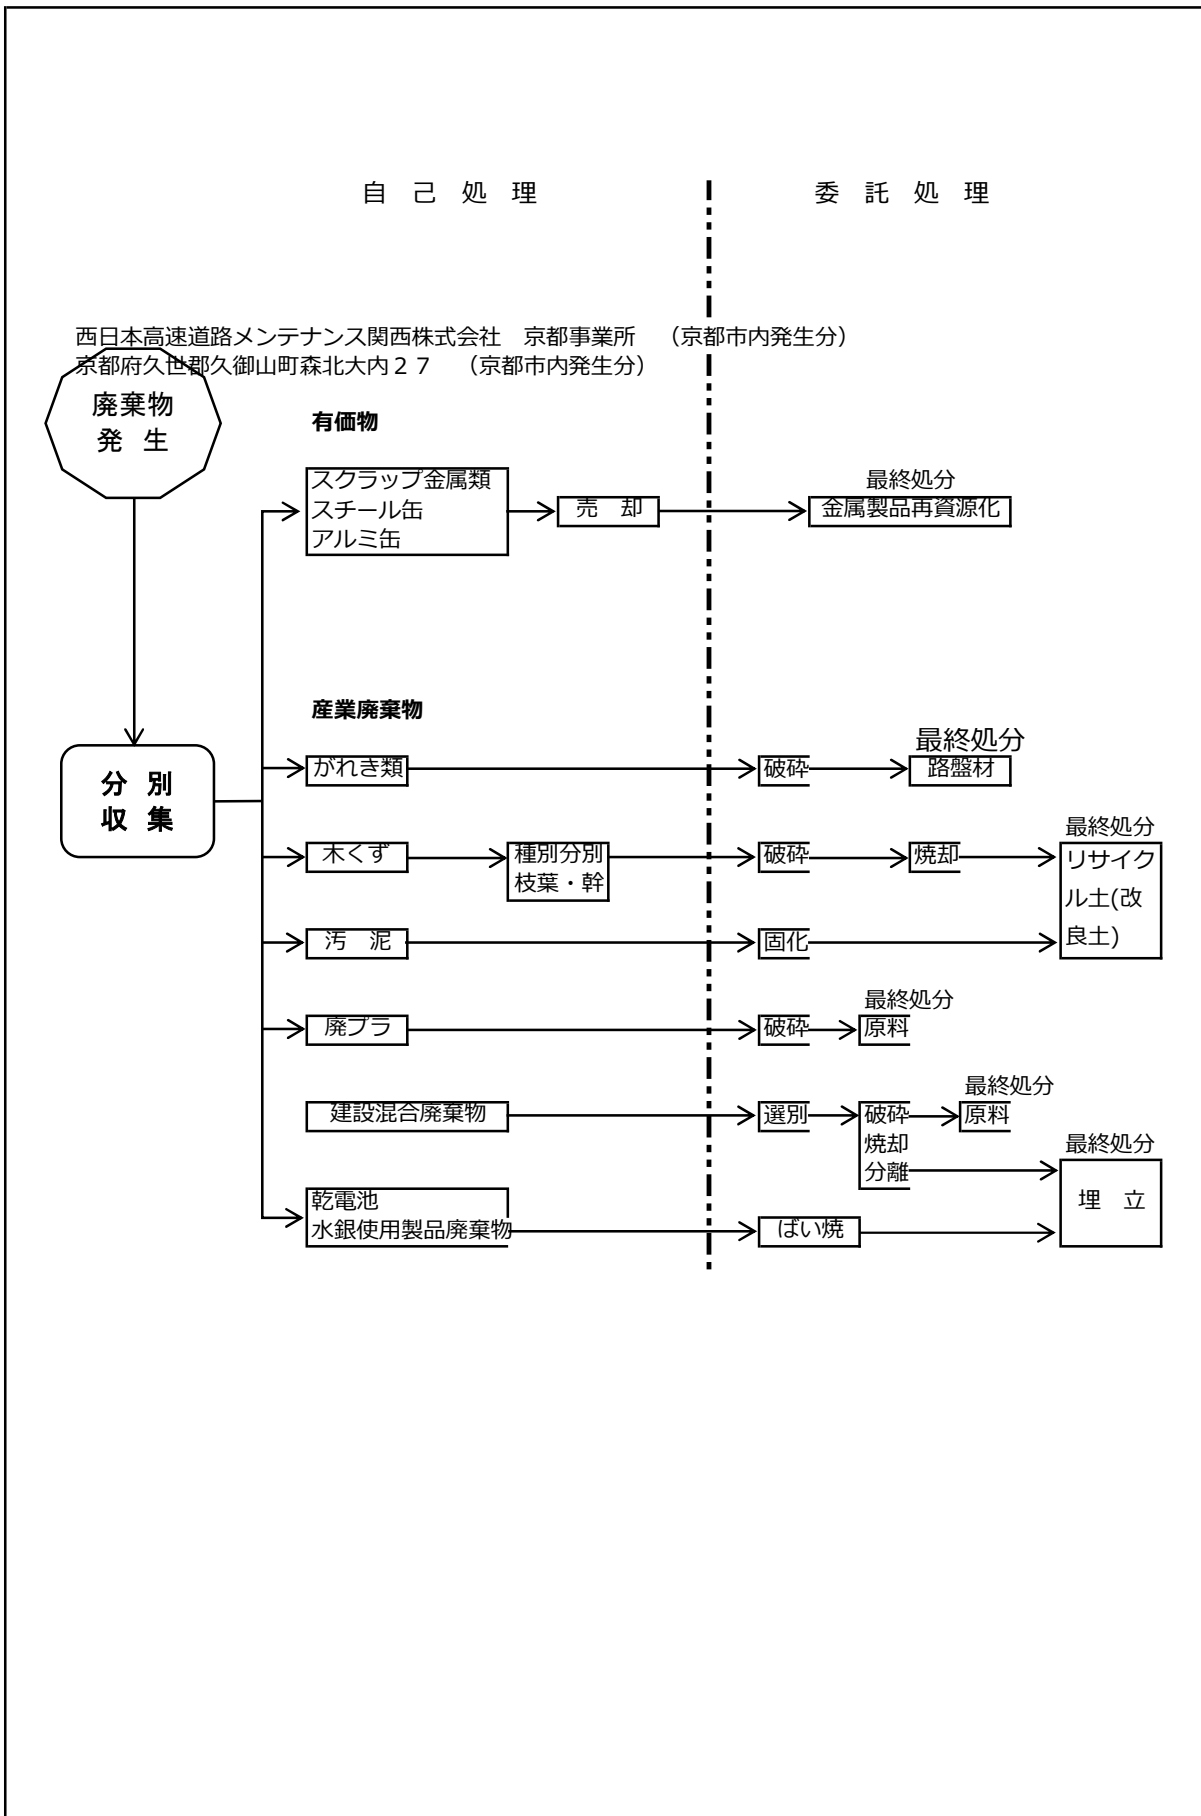 自　己　処　理
委　託　処　理
西日本高速道路メンテナンス関西株式会社　京都事業所　（京都市内発生分）
京都府久世郡久御山町森北大内２７　（京都市内発生分）
廃棄物
発　生
有価物
スクラップ金属類
スチール缶
アルミ缶
売　却
最終処分
金属製品再資源化
産業廃棄物
分　別
収　集
がれき類
破砕
最終処分
路盤材
木くず
種別分別
枝葉・幹
破砕
焼却
最終処分
リサイク
ル土(改
良土)
汚　泥
固化
廃プラ
破砕
最終処分
原料
建設混合廃棄物
選別
破砕
焼却
分離
最終処分
原料
最終処分
埋　立
乾電池
水銀使用製品廃棄物
ばい焼